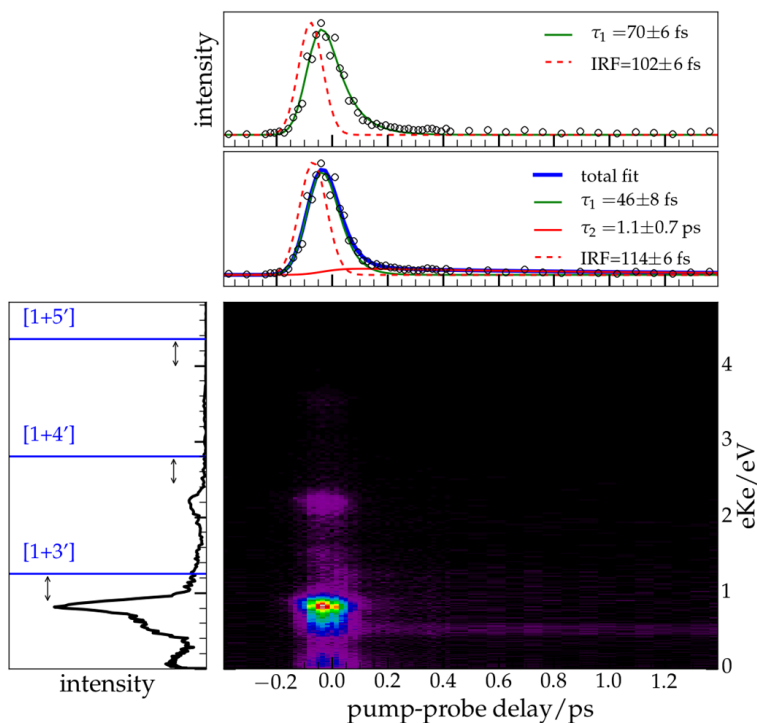 intensity
τ₁ =70±6 fs
IRF=102±6 fs
total fit
τ₁ =46±8 fs
τ₂ =1.1±0.7 ps
IRF=114±6 fs
[1+5′]
[1+4′]
[1+3′]
intensity
4
3
2
1
0
eKe/eV
−0.2 0.0 0.2 0.4 0.6 0.8 1.0 1.2
pump-probe delay/ps